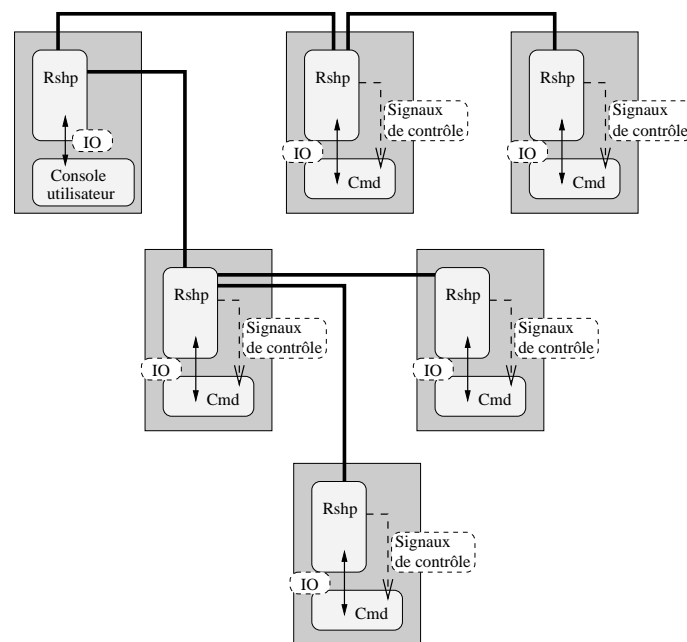 Rshp
IO
Console
utilisateur
Rshp
Signaux
de contrôle
IO
Cmd
Rshp
Signaux
de contrôle
IO
Cmd
Rshp
Signaux
de contrôle
IO
Cmd
Rshp
Signaux
de contrôle
IO
Cmd
Rshp
Signaux
de contrôle
IO
Cmd